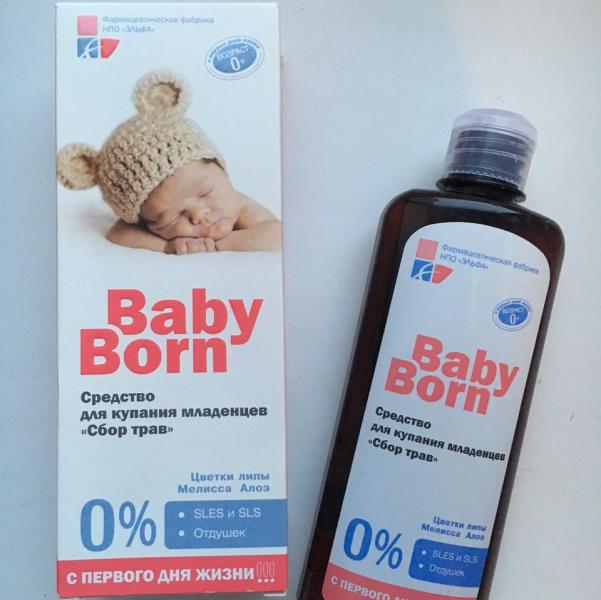 Фармацевтическая фабрика
НПО «ЭЛЬФА»
ВОЗРАСТ
0+
Baby
Born
Средство
для купания младенцев
«Сбор трав»
Цветки липы
Мелисса Алоэ
0%
• SLES и SLS
• Отдушек
С ПЕРВОГО ДНЯ ЖИЗНИ!!!
Фармацевтическая фабрика
НПО «ЭЛЬФА»
ВОЗРАСТ
0+
Baby
Born
Средство
для купания младенцев
«Сбор трав»
Цветки липы
Мелисса Алоэ
0%
• SLES и SLS
• Отдушек
С ПЕРВОГО ДНЯ